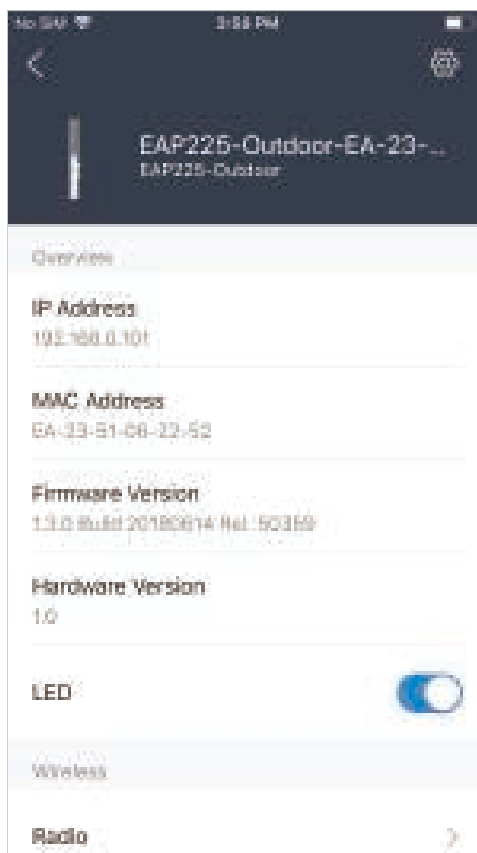 No SIM 3:55 PM
EAP225-Outdoor-EA-23-...
EAP225-Outdoor
Overview
IP Address
192.168.0.101
MAC Address
EA-23-51-06-22-52
Firmware Version
1.3.0 Build 20180614 Rel.
Hardware Version
1.0
LED
Wireless
Radio